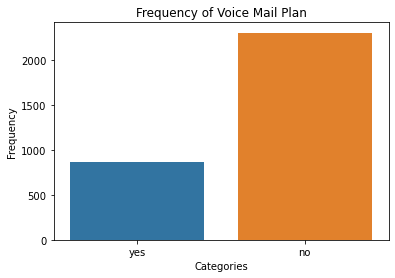 Frequency of Voice Mail Plan
Frequency
2000
1500
1000
500
0
yes no
Categories